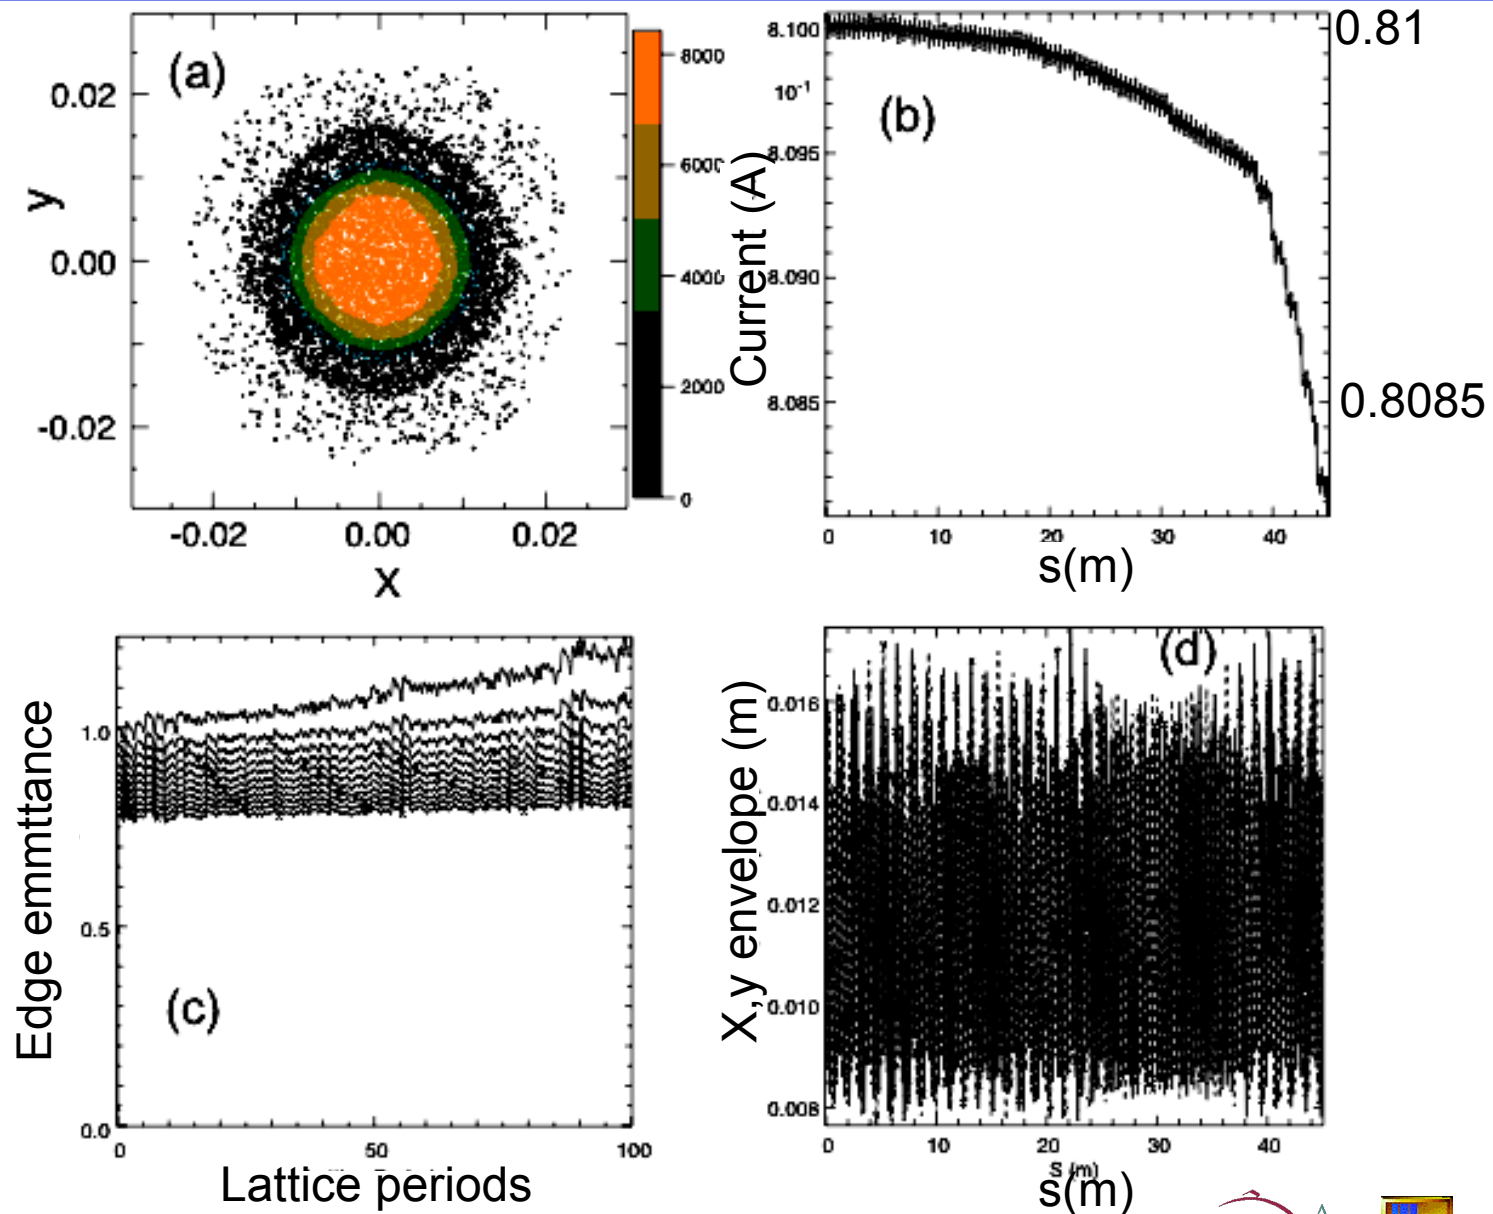 (a)
0.02
0.00
-0.02
y
-0.02 0.00 0.02
x
8000
6000
4000
2000
0
8.100
10⁻¹
8.095
8.090
8.085
0.81
0.8085
(b)
Current (A)
0 10 20 30 40
s(m)
1.0
0.5
0.0
(c)
Edge emmttance
0 50 100
Lattice periods
(d)
0.016
0.014
0.012
0.010
0.008
X,y envelope (m)
0 10 20 30 40
S (m)
s(m)